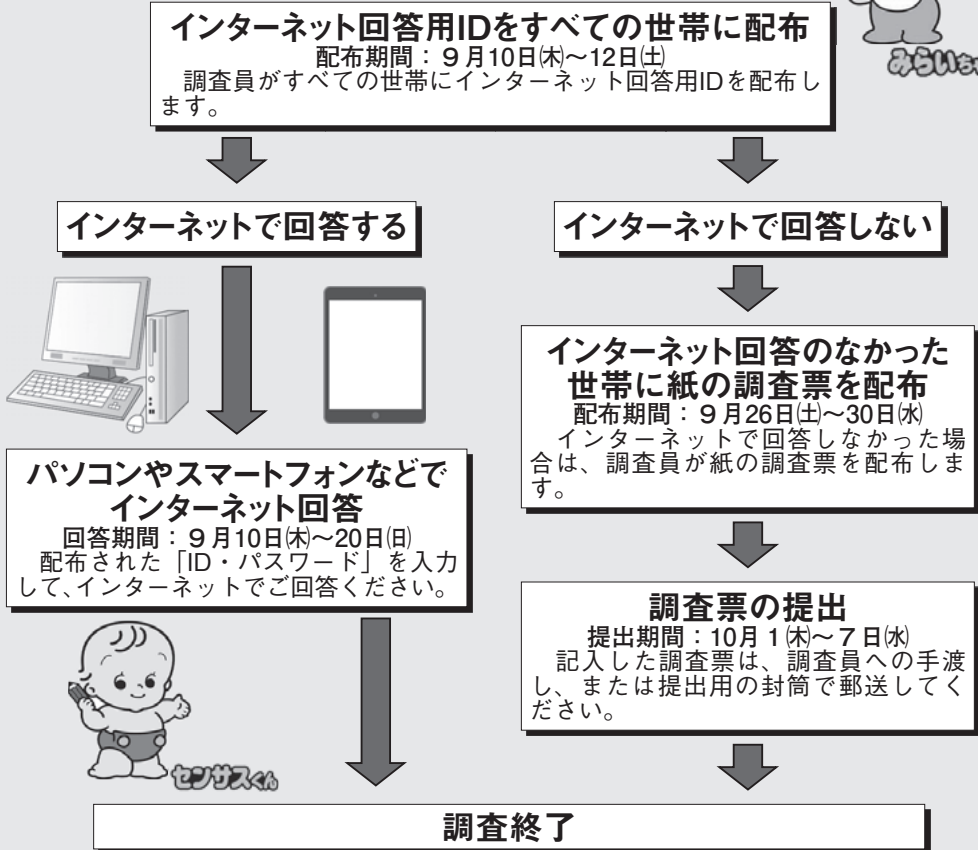 インターネット回答用IDをすべての世帯に配布
配布期間：９月10日㈭～12日㈯
調査員がすべての世帯にインターネット回答用IDを配布し
ます。
みらいちゃ
インターネットで回答する
インターネットで回答しない
インターネット回答のなかった
世帯に紙の調査票を配布
配布期間：９月26日㈯～30日㈬
インターネットで回答しなかった場
合は、調査員が紙の調査票を配布しま
す。
パソコンやスマートフォンなどで
インターネット回答
回答期間：９月10日㈭～20日㈰
配布された「ID・パスワード」を入力
して、インターネットでご回答ください。
調査票の提出
提出期間：10月１㈭～７日㈬
記入した調査票は、調査員への手渡
し、または提出用の封筒で郵送してく
ださい。
センサスくん
調査終了